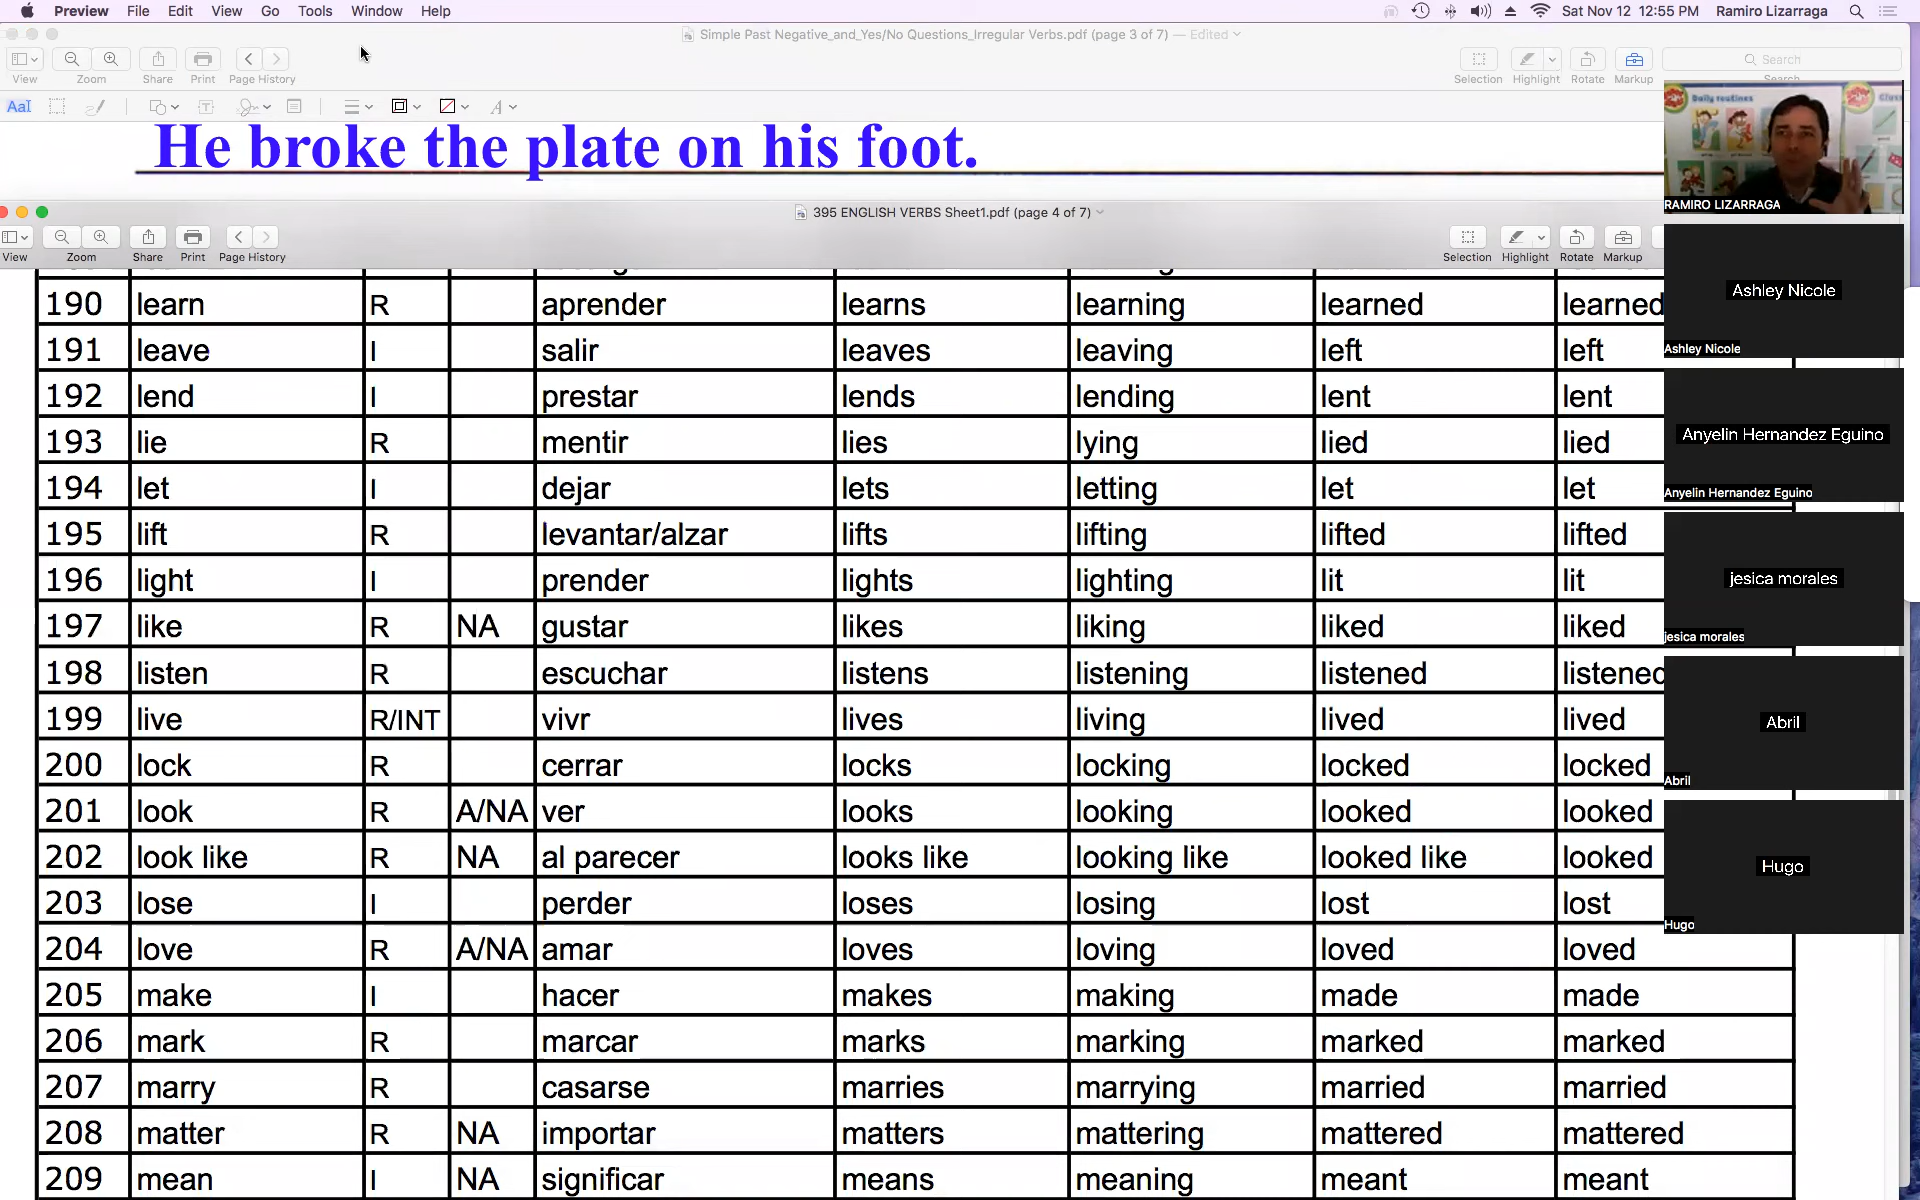 Preview File Edit View Go Tools Window Help Sat Nov 12 12:55 PM Ramiro Lizarraga
Simple Past Negative_and_Yes/No Questions_Irregular Verbs.pdf (page 3 of 7) — Edited
View Zoom Share Print Page History Selection Highlight Rotate Markup Search
Search
AaI A
He broke the plate on his foot.
395 ENGLISH VERBS Sheet1.pdf (page 4 of 7)
View Zoom Share Print Page History Selection Highlight Rotate Markup
190 learn R aprender learns learning learned learned
191 leave I salir leaves leaving left left
192 lend I prestar lends lending lent lent
193 lie R mentir lies lying lied lied
194 let I dejar lets letting let let
195 lift R levantar/alzar lifts lifting lifted lifted
196 light I prender lights lighting lit lit
197 like R NA gustar likes liking liked liked
198 listen R escuchar listens listening listened listened
199 live R/INT vivr lives living lived lived
200 lock R cerrar locks locking locked locked
201 look R A/NA ver looks looking looked looked
202 look like R NA al parecer looks like looking like looked like looked
203 lose I perder loses losing lost lost
204 love R A/NA amar loves loving loved loved
205 make I hacer makes making made made
206 mark R marcar marks marking marked marked
207 marry R casarse marries marrying married married
208 matter R NA importar matters mattering mattered mattered
209 mean I NA significar means meaning meant meant
Daily routines
RAMIRO LIZARRAGA
Ashley Nicole
Ashley Nicole
Anyelin Hernandez Eguino
Anyelin Hernandez Eguino
jesica morales
jesica morales
Abril
Abril
Hugo
Hugo